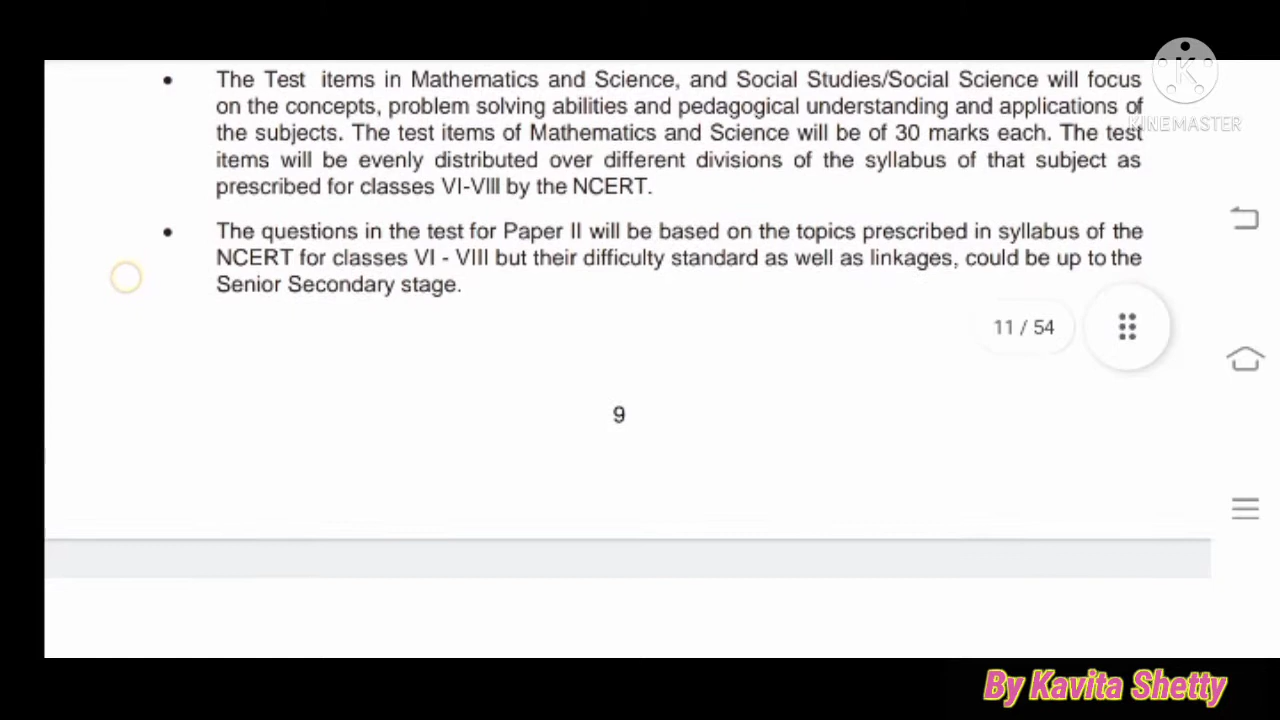 • The Test items in Mathematics and Science, and Social Studies/Social Science will focus
on the concepts, problem solving abilities and pedagogical understanding and applications of
the subjects. The test items of Mathematics and Science will be of 30 marks each. The test
items will be evenly distributed over different divisions of the syllabus of that subject as
prescribed for classes VI-VIII by the NCERT.
• The questions in the test for Paper II will be based on the topics prescribed in syllabus of the
NCERT for classes VI - VIII but their difficulty standard as well as linkages, could be up to the
Senior Secondary stage.
11 / 54
9
K
KINEMASTER
By Kavita Shetty